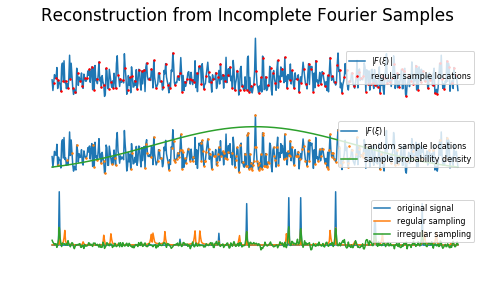 Reconstruction from Incomplete Fourier Samples
|F(ξ)|
regular sample locations
|F(ξ)|
random sample locations
sample probability density
original signal
regular sampling
irregular sampling